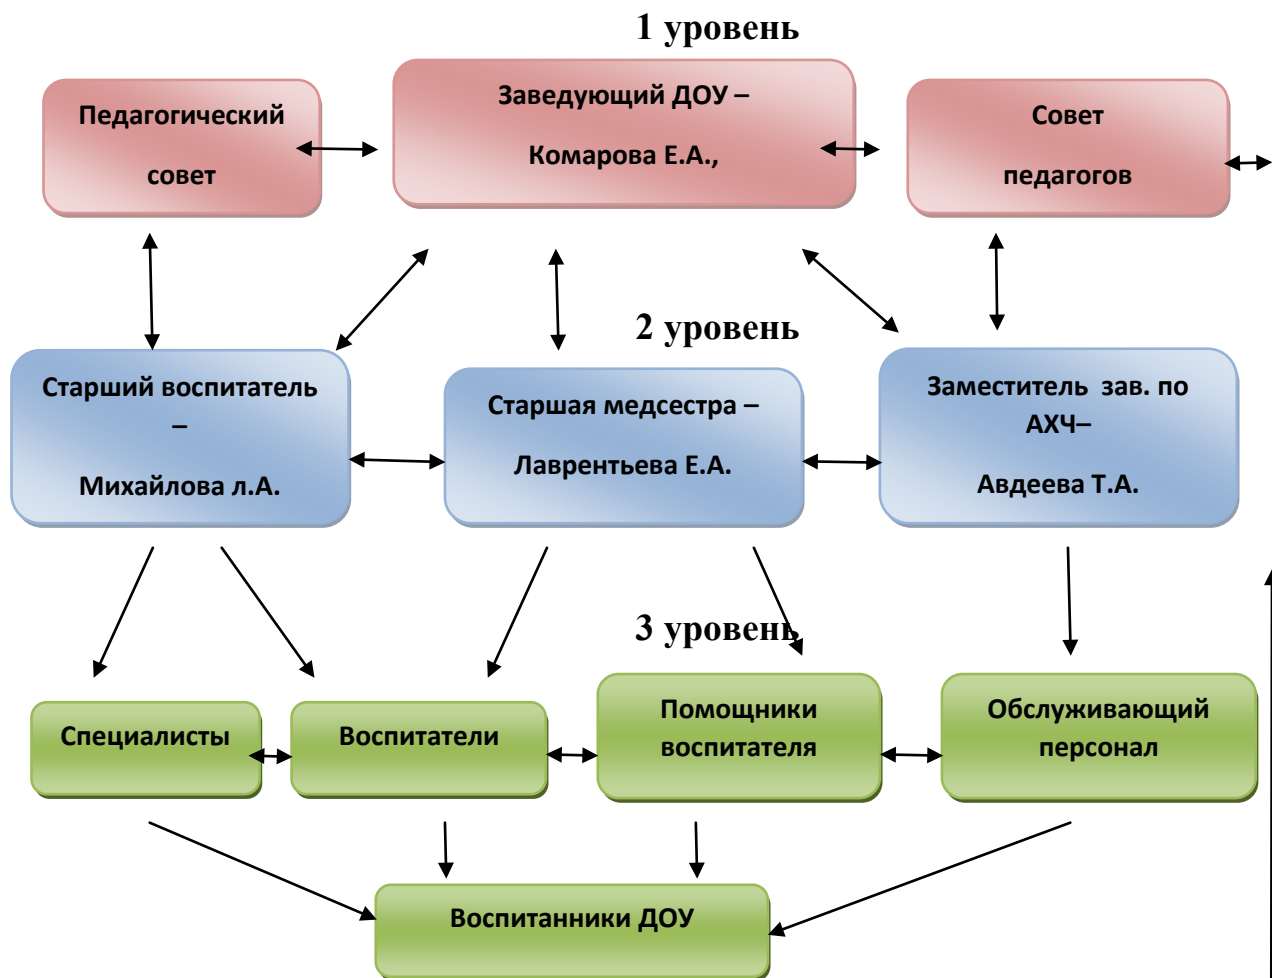 1 уровень
Педагогический
совет
Заведующий ДОУ –
Комарова Е.А.,
Совет
педагогов
2 уровень
Старший воспитатель
–
Михайлова л.А.
Старшая медсестра –
Лаврентьева Е.А.
Заместитель зав. по
АХЧ–
Авдеева Т.А.
3 уровень
Специалисты
Воспитатели
Помощники
воспитателя
Обслуживающий
персонал
Воспитанники ДОУ